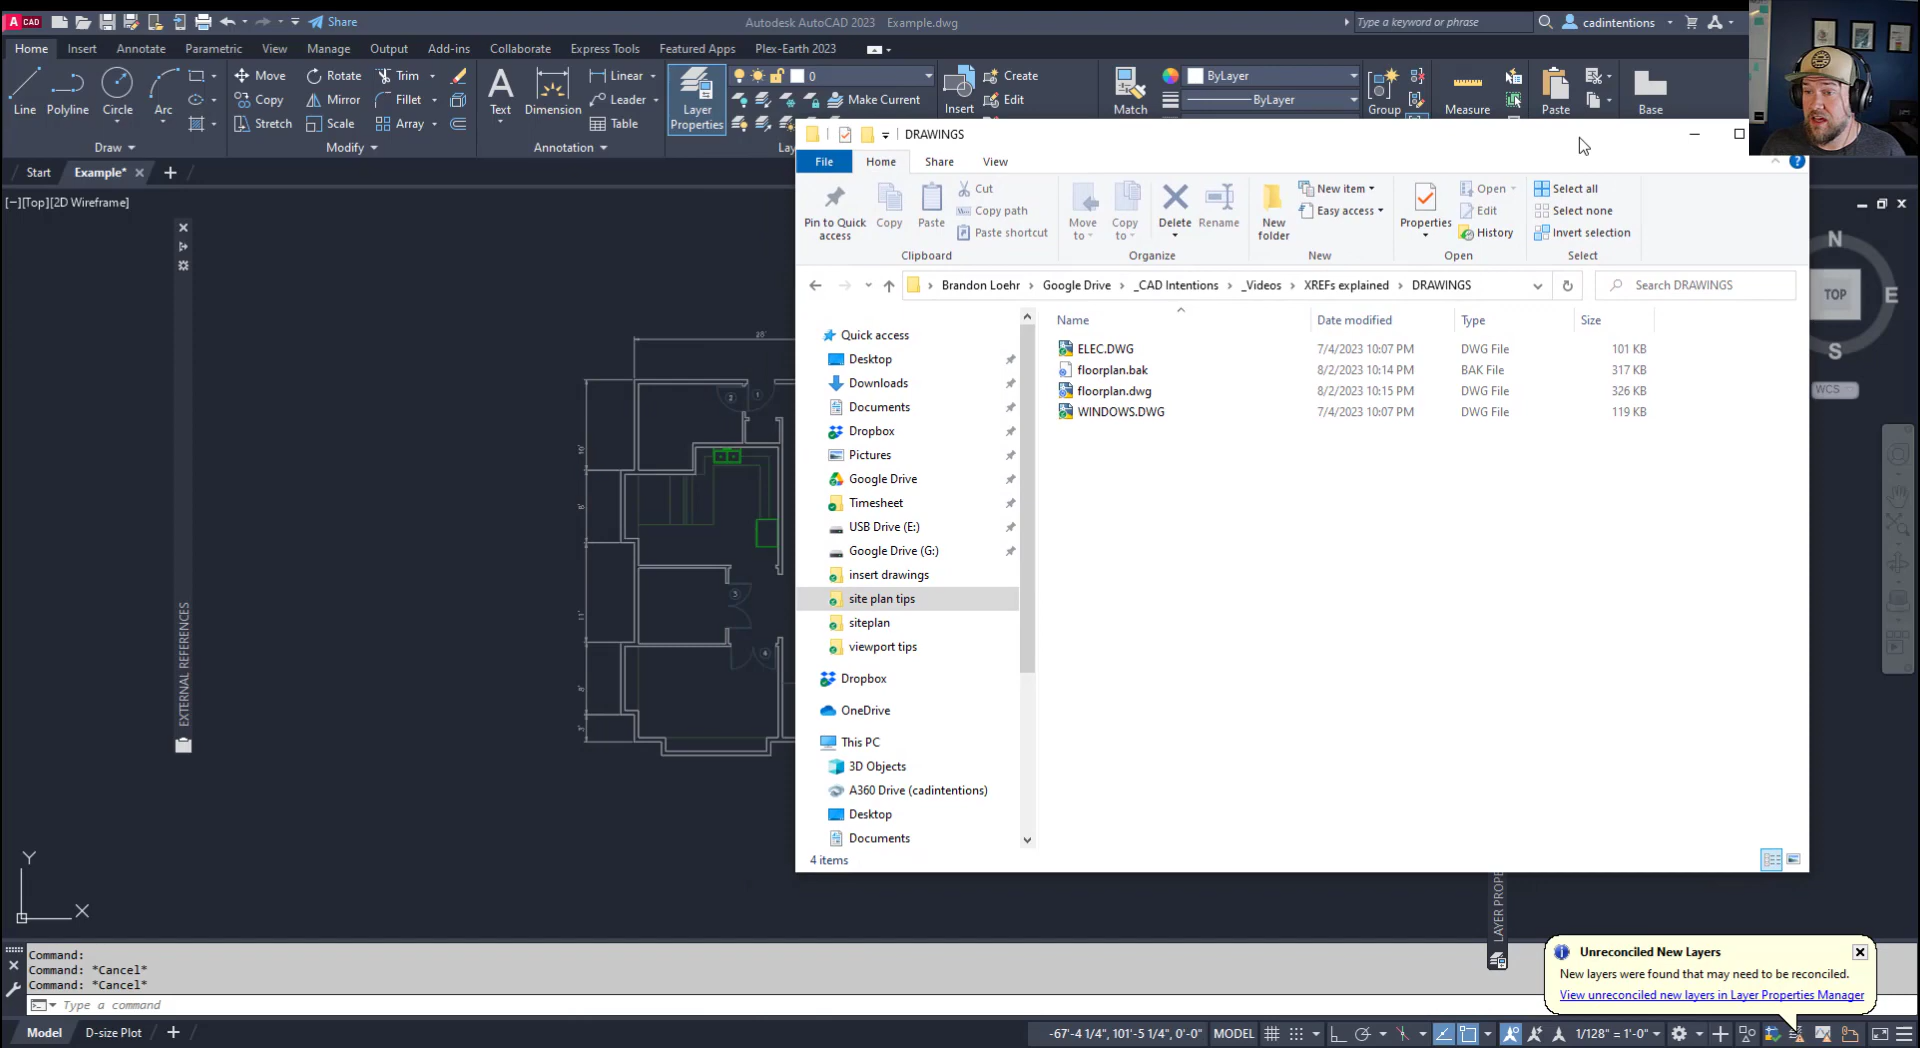 A CAD Share Autodesk AutoCAD 2023 Example.dwg Type a keyword or phrase cadintentions
Home Insert Annotate Parametric View Manage Output Add-ins Collaborate Express Tools Featured Apps Plex-Earth 2023
Line Polyline Circle Arc
Move Rotate Trim
Copy Mirror Fillet
Stretch Scale Array
Text Dimension
Linear
Leader
Table
Layer
Properties
0
Make Current
Insert
Create
Edit
Match
ByLayer
ByLayer
Group
Measure
Paste
Base
Draw Modify Annotation Lay
Start Example*
[−][Top][2D Wireframe]
DRAWINGS
File Home Share View
Pin to Quick
access
Copy
Paste
Cut
Copy path
Paste shortcut
Move
to
Copy
to
Delete
Rename
New
folder
New item
Easy access
Properties
Open
Edit
History
Select all
Select none
Invert selection
Clipboard Organize New Open Select
Brandon Loehr Google Drive _CAD Intentions _Videos XREFs explained DRAWINGS Search DRAWINGS
Name Date modified Type Size
ELEC.DWG 7/4/2023 10:07 PM DWG File 101 KB
floorplan.bak 8/2/2023 10:14 PM BAK File 317 KB
floorplan.dwg 8/2/2023 10:15 PM DWG File 326 KB
WINDOWS.DWG 7/4/2023 10:07 PM DWG File 119 KB
Quick access
Desktop
Downloads
Documents
Dropbox
Pictures
Google Drive
Timesheet
USB Drive (E:)
Google Drive (G:)
insert drawings
site plan tips
siteplan
viewport tips
Dropbox
OneDrive
This PC
3D Objects
A360 Drive (cadintentions)
Desktop
Documents
4 items
N
TOP
E
S
WCS
EXTERNAL REFERENCES
2
1
4
8'
11'
8'
3'
Y
X
LAYER PROPE
Unreconciled New Layers
New layers were found that may need to be reconciled.
View unreconciled new layers in Layer Properties Manager
Command:
Command: *Cancel*
Command: *Cancel*
Type a command
Model D-size Plot
-67'-4 1/4", 101'-5 1/4", 0'-0" MODEL 1/128" = 1'-0"